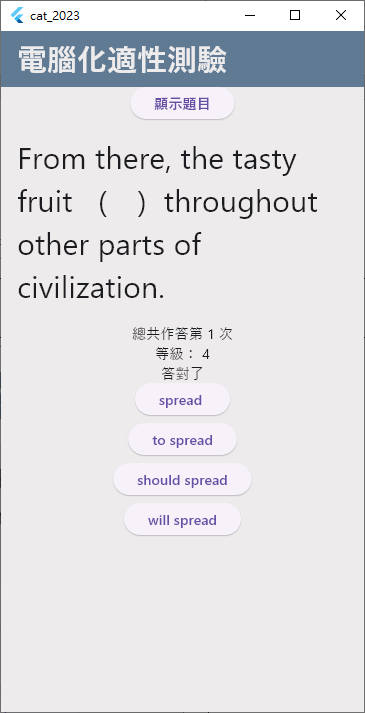 cat_2023
電腦化適性測驗
顯示題目
From there, the tasty
fruit （　）throughout
other parts of
civilization.
總共作答第 1 次
等級： 4
答對了
spread
to spread
should spread
will spread